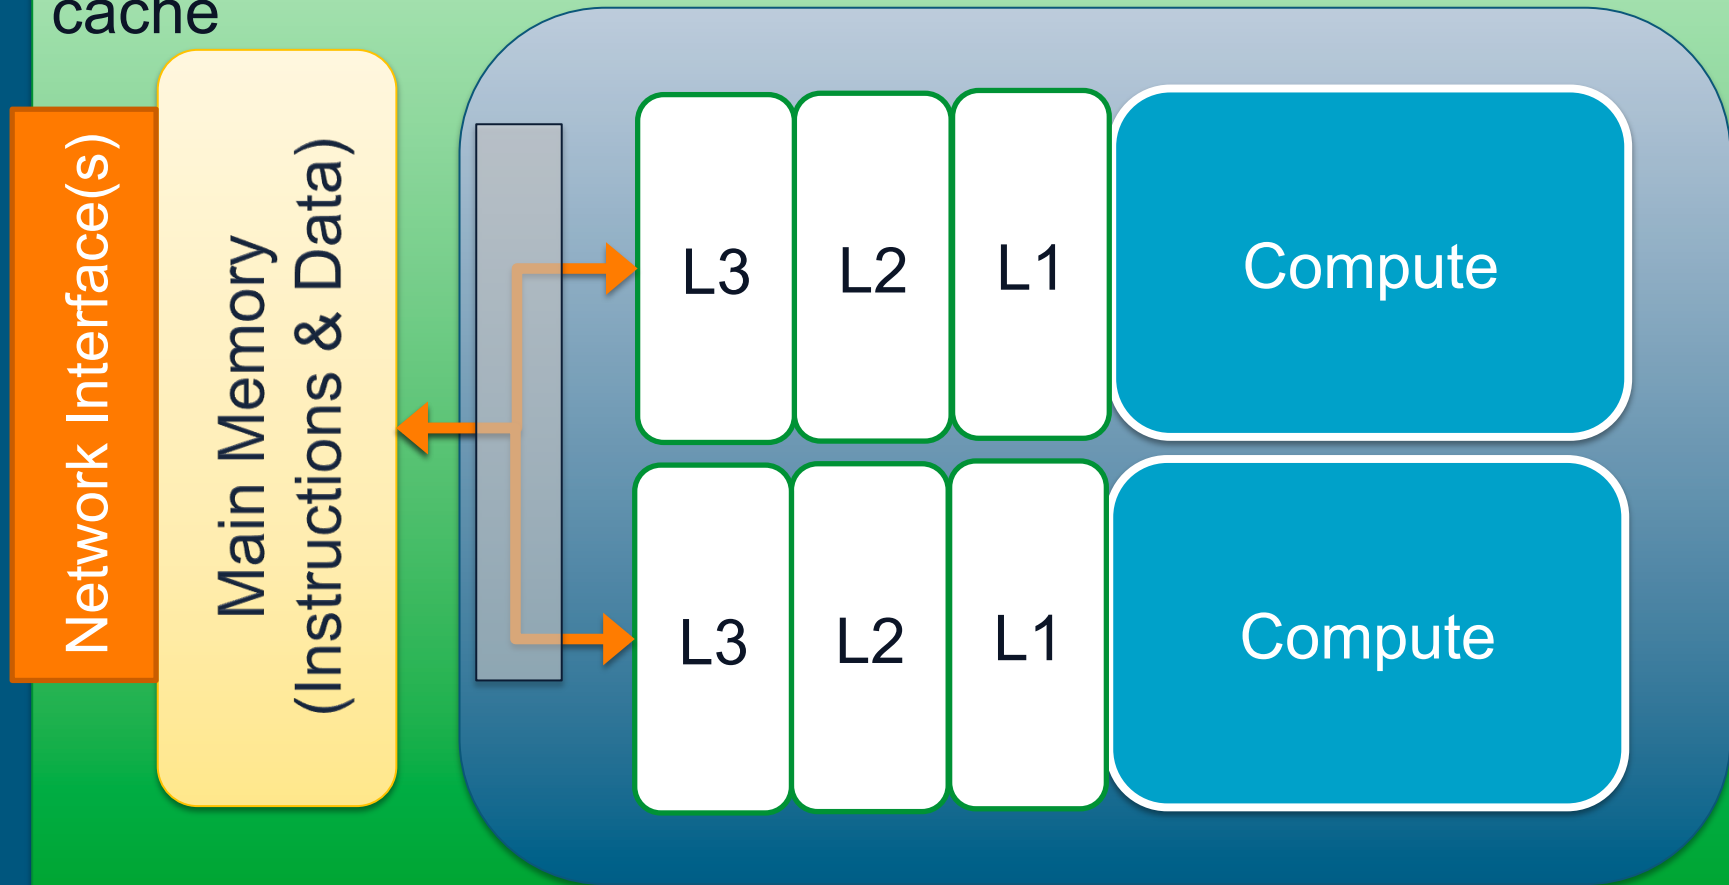 cache
Network Interface(s)
Main Memory
(Instructions & Data)
L3
L2
L1
Compute
L3
L2
L1
Compute